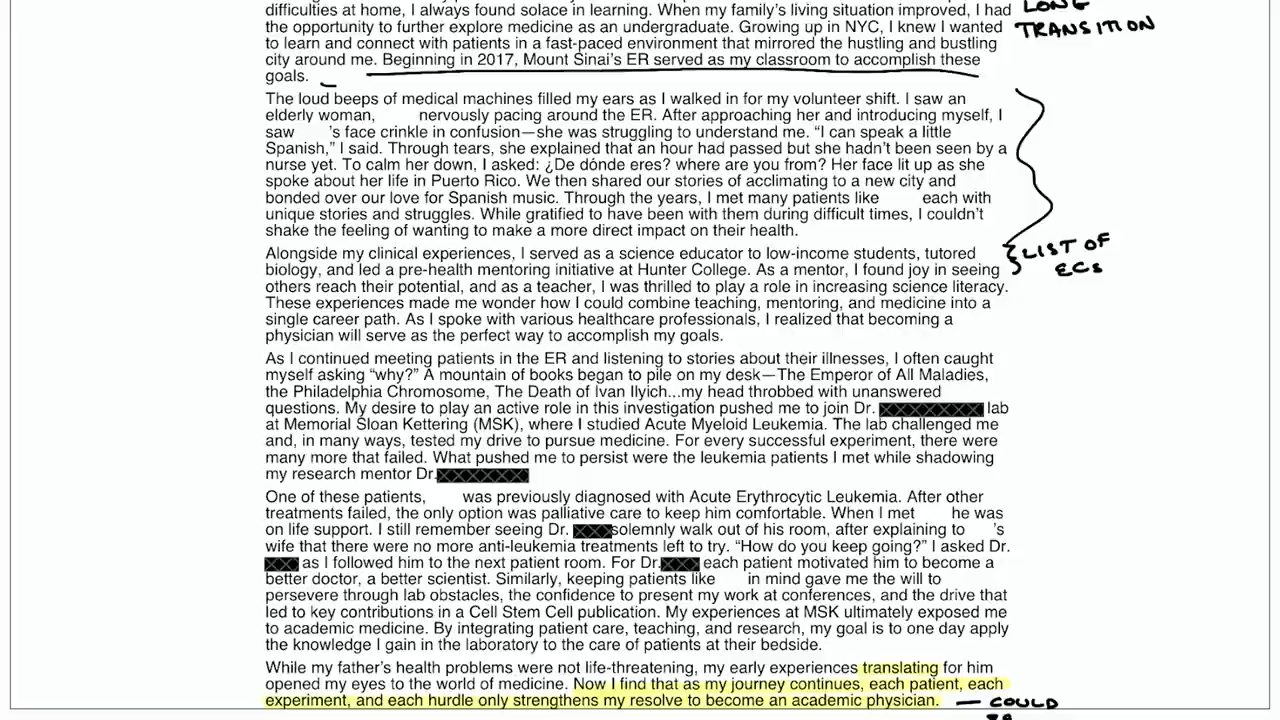 difficulties at home, I always found solace in learning. When my family's living situation improved, I had
the opportunity to further explore medicine as an undergraduate. Growing up in NYC, I knew I wanted
to learn and connect with patients in a fast-paced environment that mirrored the hustling and bustling
city around me. Beginning in 2017, Mount Sinai's ER served as my classroom to accomplish these
goals.
LONG
TRANSITION
The loud beeps of medical machines filled my ears as I walked in for my volunteer shift. I saw an
elderly woman, nervously pacing around the ER. After approaching her and introducing myself, I
saw 's face crinkle in confusion—she was struggling to understand me. "I can speak a little
Spanish," I said. Through tears, she explained that an hour had passed but she hadn't been seen by a
nurse yet. To calm her down, I asked: ¿De dónde eres? where are you from? Her face lit up as she
spoke about her life in Puerto Rico. We then shared our stories of acclimating to a new city and
bonded over our love for Spanish music. Through the years, I met many patients like each with
unique stories and struggles. While gratified to have been with them during difficult times, I couldn't
shake the feeling of wanting to make a more direct impact on their health.
Alongside my clinical experiences, I served as a science educator to low-income students, tutored
biology, and led a pre-health mentoring initiative at Hunter College. As a mentor, I found joy in seeing
others reach their potential, and as a teacher, I was thrilled to play a role in increasing science literacy.
These experiences made me wonder how I could combine teaching, mentoring, and medicine into a
single career path. As I spoke with various healthcare professionals, I realized that becoming a
physician will serve as the perfect way to accomplish my goals.
LIST OF
ECs
As I continued meeting patients in the ER and listening to stories about their illnesses, I often caught
myself asking "why?" A mountain of books began to pile on my desk—The Emperor of All Maladies,
the Philadelphia Chromosome, The Death of Ivan Ilyich...my head throbbed with unanswered
questions. My desire to play an active role in this investigation pushed me to join Dr. lab
at Memorial Sloan Kettering (MSK), where I studied Acute Myeloid Leukemia. The lab challenged me
and, in many ways, tested my drive to pursue medicine. For every successful experiment, there were
many more that failed. What pushed me to persist were the leukemia patients I met while shadowing
my research mentor Dr.
One of these patients, was previously diagnosed with Acute Erythrocytic Leukemia. After other
treatments failed, the only option was palliative care to keep him comfortable. When I met he was
on life support. I still remember seeing Dr. solemnly walk out of his room, after explaining to 's
wife that there were no more anti-leukemia treatments left to try. "How do you keep going?" I asked Dr.
as I followed him to the next patient room. For Dr. each patient motivated him to become a
better doctor, a better scientist. Similarly, keeping patients like in mind gave me the will to
persevere through lab obstacles, the confidence to present my work at conferences, and the drive that
led to key contributions in a Cell Stem Cell publication. My experiences at MSK ultimately exposed me
to academic medicine. By integrating patient care, teaching, and research, my goal is to one day apply
the knowledge I gain in the laboratory to the care of patients at their bedside.
While my father's health problems were not life-threatening, my early experiences translating for him
opened my eyes to the world of medicine. Now I find that as my journey continues, each patient, each
experiment, and each hurdle only strengthens my resolve to become an academic physician.
— COULD